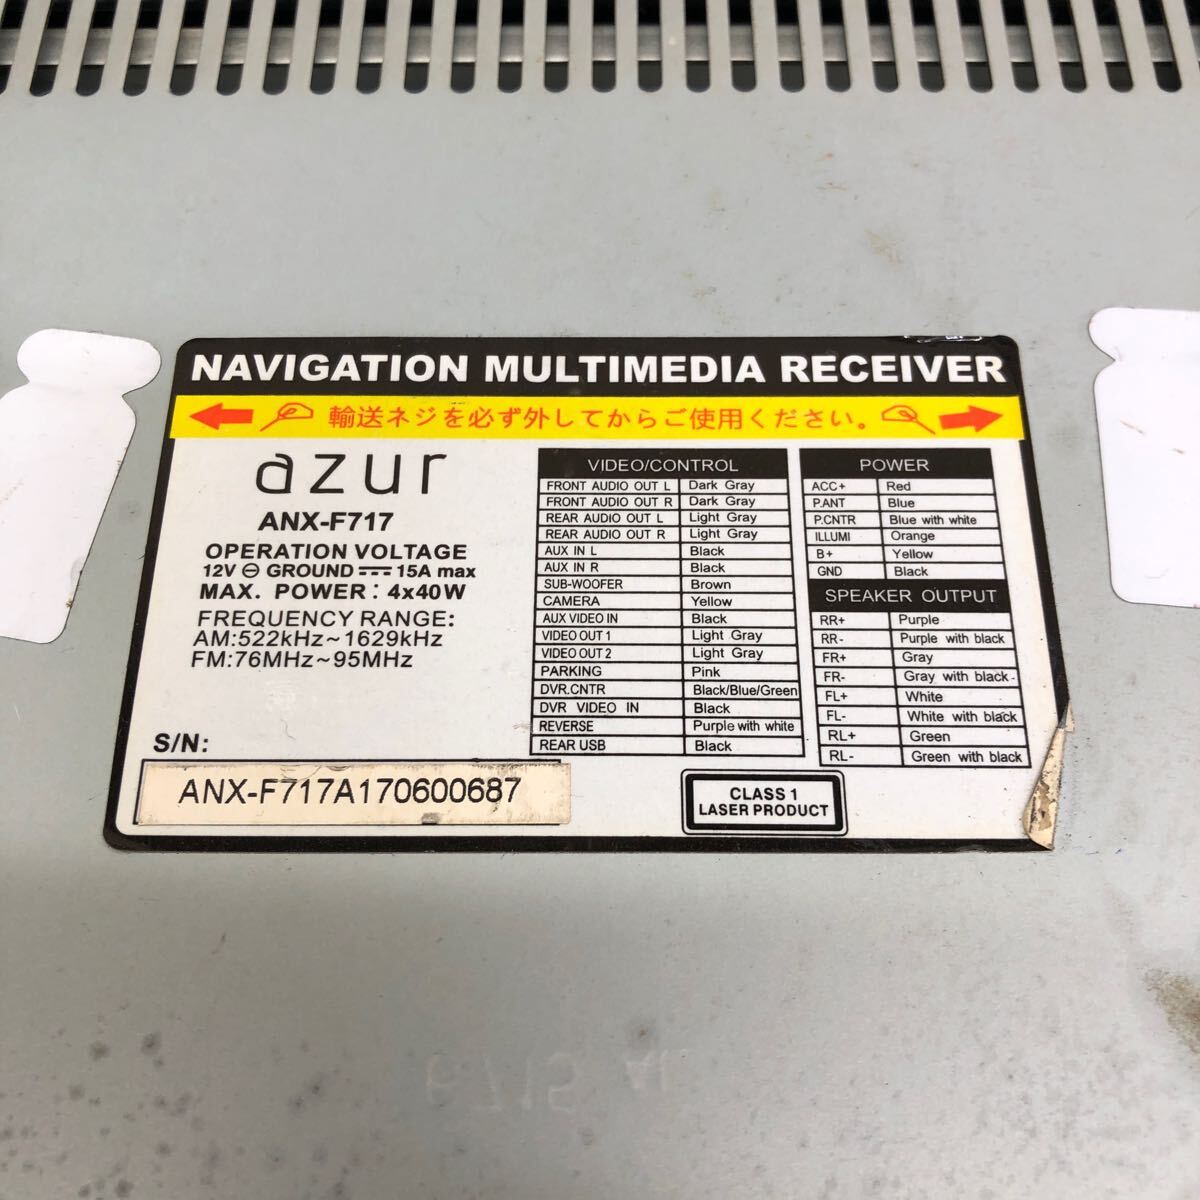 NAVIGATION MULTIMEDIA RECEIVER
輸送ネジを必ず外してからご使用ください。
azur
ANX-F717
OPERATION VOLTAGE
12V ⊖ GROUND ⎓ 15A max
MAX. POWER: 4x40W
FREQUENCY RANGE:
AM:522kHz~1629kHz
FM:76MHz~95MHz
S/N:
ANX-F717A170600687
VIDEO/CONTROL
FRONT AUDIO OUT L Dark Gray
FRONT AUDIO OUT R Dark Gray
REAR AUDIO OUT L Light Gray
REAR AUDIO OUT R Light Gray
AUX IN L Black
AUX IN R Black
SUB-WOOFER Brown
CAMERA Yellow
AUX VIDEO IN Black
VIDEO OUT 1 Light Gray
VIDEO OUT 2 Light Gray
PARKING Pink
DVR.CNTR Black/Blue/Green
DVR VIDEO IN Black
REVERSE Purple with white
REAR USB Black
POWER
ACC+ Red
P.ANT Blue
P.CNTR Blue with white
ILLUMI Orange
B+ Yellow
GND Black
SPEAKER OUTPUT
RR+ Purple
RR- Purple with black
FR+ Gray
FR- Gray with black
FL+ White
FL- White with black
RL+ Green
RL- Green with black
CLASS 1
LASER PRODUCT